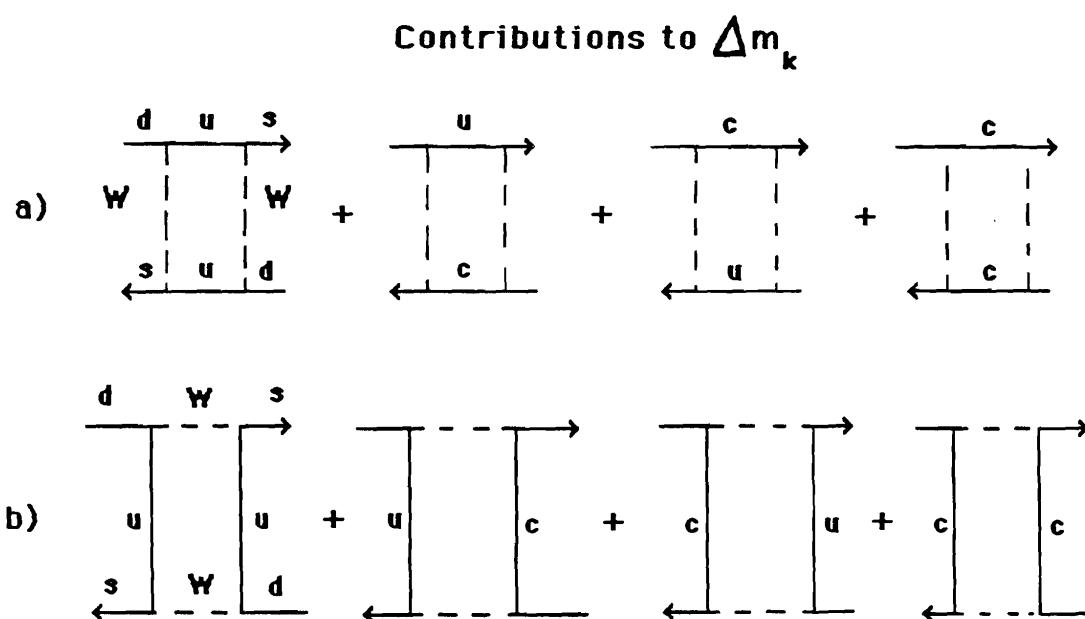 Contributions to Δm_k
d u s u c c
a) W W + + +
s u d c u c
d W s
b) u u + u c + c u + c c
s W d